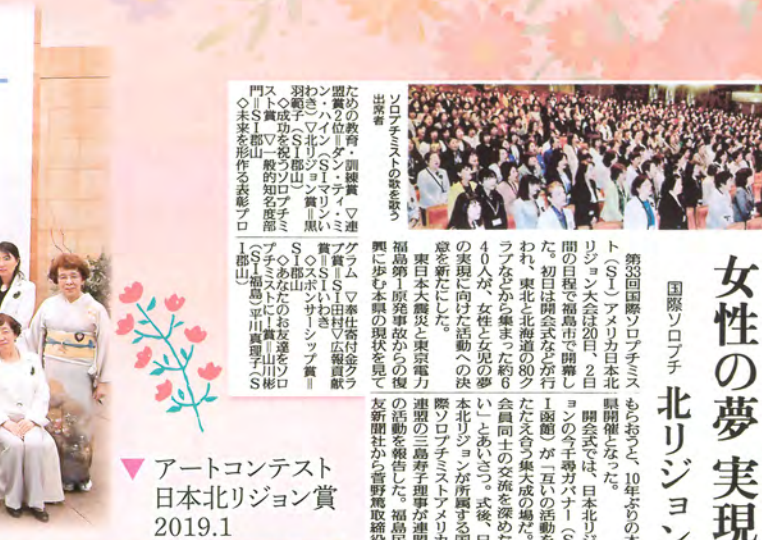 女性の夢 実現
国際ソロプチ
北リジョン
ソロプチミストの歌を歌う
出席者
第33回国際ソロプチミス
ト(SI)アメリカ日本北
リジョン大会は20日、2日
間の日程で福島市で開幕し
た。初日は開会式などが行
われ、東北と北海道の80ク
ラブなどから集まった約6
40人が、女性と女児の夢
の実現に向けた活動への決
意を新たにした。
東日本大震災と東京電力
福島第1原発事故からの復
興に歩む本県の現状を見て
もらおうと、10年ぶりの本
県開催となった。
開会式では、日本北リジ
ョンの今千尋ガバナー(S
I函館)が「互いの活動を
たたえ合う集大成の場だ。
会員同士の交流を深めた
い」とあいさつ。式後、日
本北リジョンが所属する国
際ソロプチミストアメリカ
連盟の三島寿子理事が連盟
の活動を報告した。福島民
友新聞社から菅野篤取締役
ための教育・訓練賞 ▽連
盟賞2位=ダン・ティ・ミ
ン・ハイン(SIマリンい
わき)▽北リジョン賞=黒
羽範子(SI郡山)
◇成功を祝うソロプチミ
スト賞 ▽一般的知名度部
門=SI郡山
◇未来を形作る表彰プロ
グラム ▽奉仕寄付金クラ
ブ賞=SI田村▽広報貢献
賞=SIいわき
◇スポンサーシップ賞=
SI郡山
◇あなたのお友達をソロ
プチミストに!賞=山川彬
(SI福島)平川真理子(S
I郡山)
▼アートコンテスト
日本北リジョン賞
2019.1